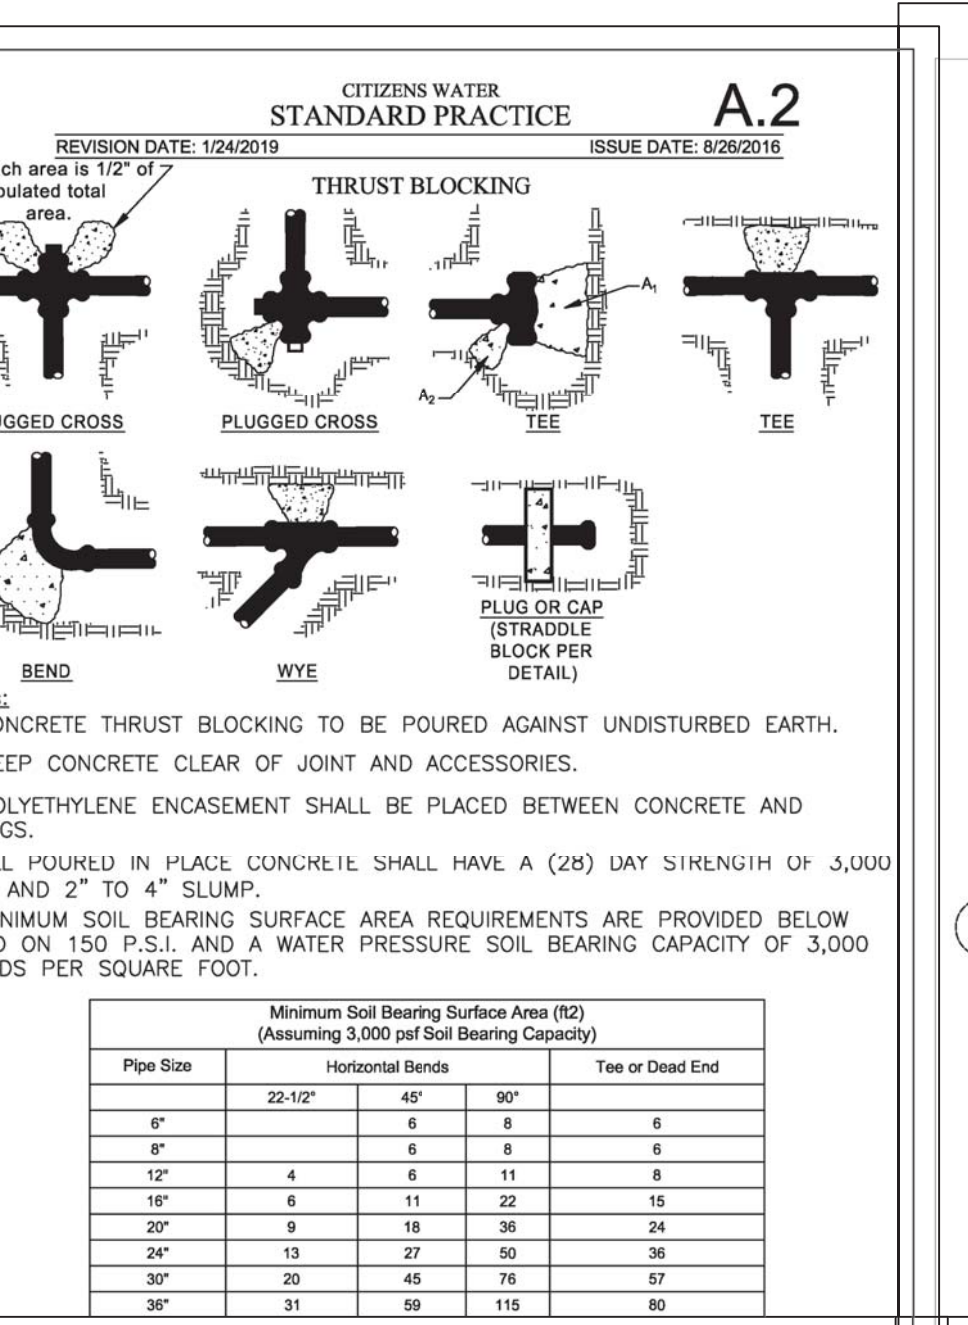 CITIZENS WATER
STANDARD PRACTICE
A.2
REVISION DATE: 1/24/2019 ISSUE DATE: 8/26/2016
ch area is 1/2" of
pulated total
area.
THRUST BLOCKING
A1
A2
GGED CROSS
PLUGGED CROSS
TEE
TEE
BEND
WYE
PLUG OR CAP
(STRADDLE
BLOCK PER
DETAIL)
S:
ONCRETE THRUST BLOCKING TO BE POURED AGAINST UNDISTURBED EARTH.
EEP CONCRETE CLEAR OF JOINT AND ACCESSORIES.
OLYETHYLENE ENCASEMENT SHALL BE PLACED BETWEEN CONCRETE AND
GS.
LL POURED IN PLACE CONCRETE SHALL HAVE A (28) DAY STRENGTH OF 3,000
AND 2" TO 4" SLUMP.
NIMUM SOIL BEARING SURFACE AREA REQUIREMENTS ARE PROVIDED BELOW
D ON 150 P.S.I. AND A WATER PRESSURE SOIL BEARING CAPACITY OF 3,000
DS PER SQUARE FOOT.
Minimum Soil Bearing Surface Area (ft2)
(Assuming 3,000 psf Soil Bearing Capacity)
Pipe Size Horizontal Bends Tee or Dead End
22-1/2° 45° 90°
6" 6 8 6
8" 6 8 6
12" 4 6 11 8
16" 6 11 22 15
20" 9 18 36 24
24" 13 27 50 36
30" 20 45 76 57
36" 31 59 115 80